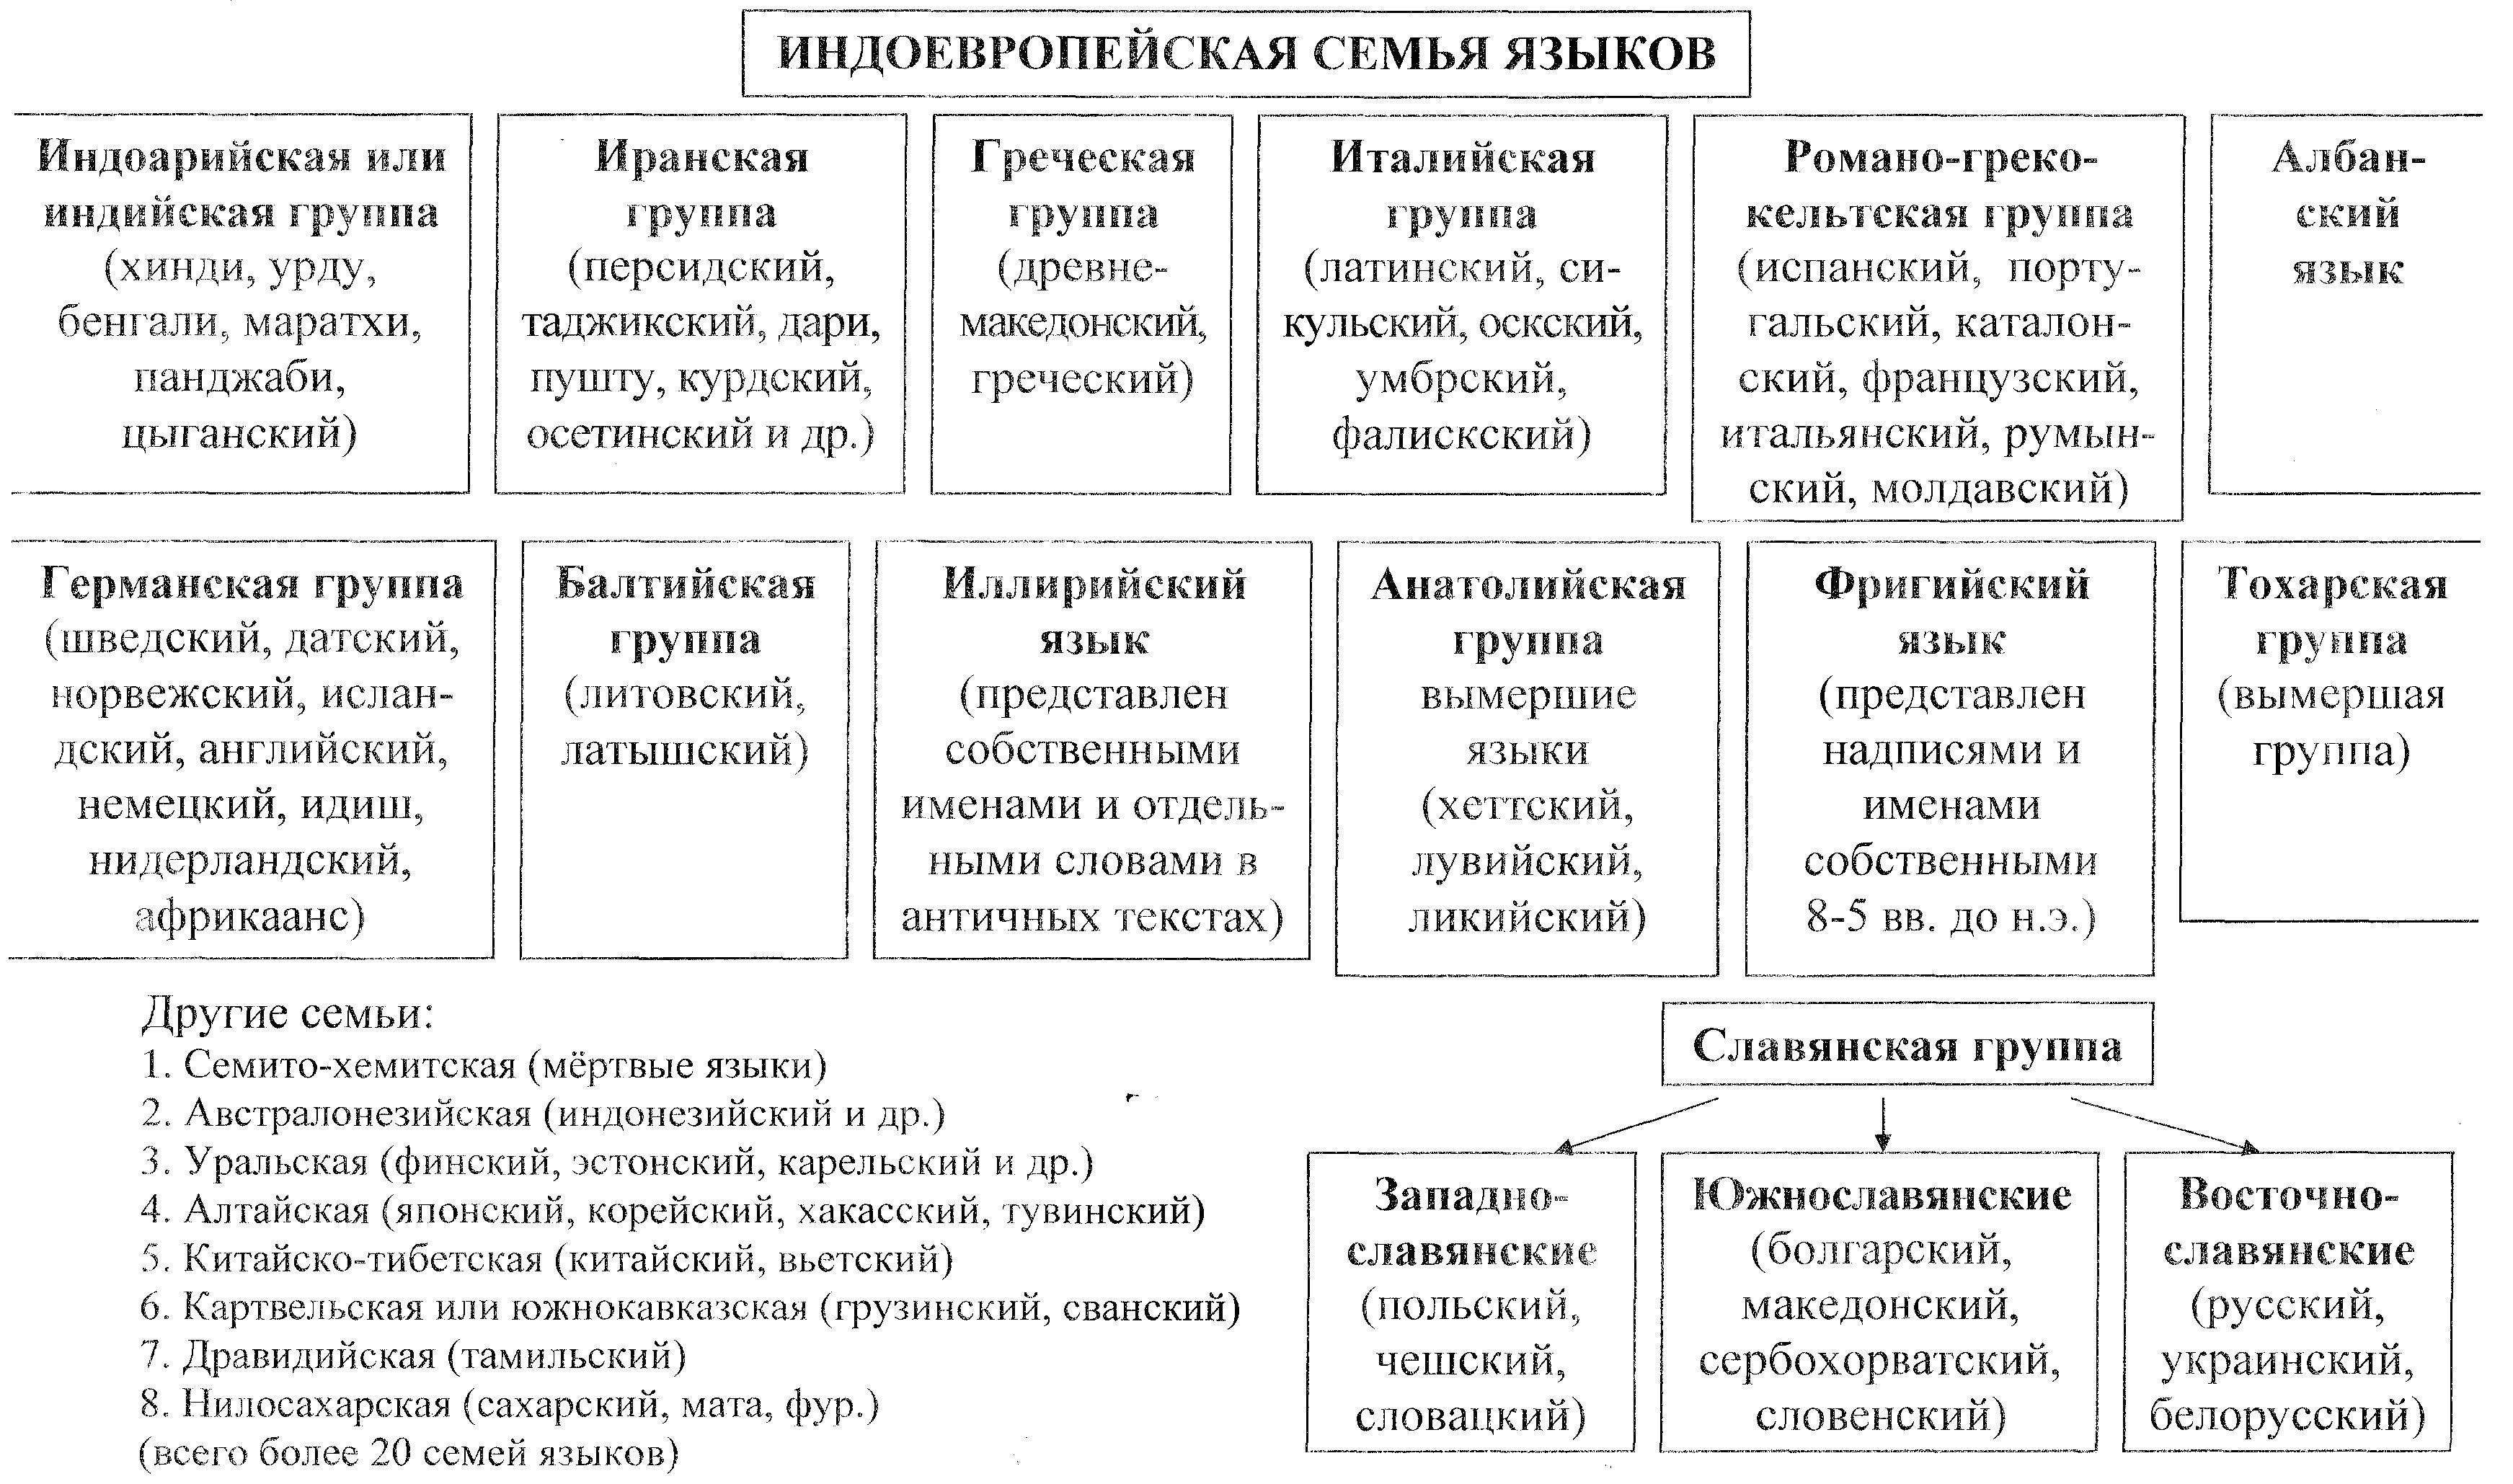 ИНДОЕВРОПЕЙСКАЯ СЕМЬЯ ЯЗЫКОВ
Индоарийская или
индийская группа
(хинди, урду,
бенгали, маратхи,
панджаби,
цыганский)
Иранская
группа
(персидский,
таджикский, дари,
пушту, курдский,
осетинский и др.)
Греческая
группа
(древне-
македонский,
греческий)
Италийская
группа
(латинский, си-
кульский, оскский,
умбрский,
фалискский)
Романо-греко-
кельтская группа
(испанский, порту-
гальский, каталон-
ский, французский,
итальянский, румын-
ский, молдавский)
Албан-
ский
язык
Германская группа
(шведский, датский,
норвежский, ислан-
дский, английский,
немецкий, идиш,
нидерландский,
африкаанс)
Балтийская
группа
(литовский,
латышский)
Иллирийский
язык
(представлен
собственными
именами и отдель-
ными словами в
античных текстах)
Анатолийская
группа
вымершие
языки
(хеттский,
лувийский,
ликийский)
Фригийский
язык
(представлен
надписями и
именами
собственными
8-5 вв. до н.э.)
Тохарская
группа
(вымершая
группа)
Другие семьи:
1. Семито-хемитская (мёртвые языки)
2. Австралонезийская (индонезийский и др.)
3. Уральская (финский, эстонский, карельский и др.)
4. Алтайская (японский, корейский, хакасский, тувинский)
5. Китайско-тибетская (китайский, вьетский)
6. Картвельская или южнокавказская (грузинский, сванский)
7. Дравидийская (тамильский)
8. Нилосахарская (сахарский, мата, фур.)
(всего более 20 семей языков)
Славянская группа
Западно-
славянские
(польский,
чешский,
словацкий)
Южнославянские
(болгарский,
македонский,
сербохорватский,
словенский)
Восточно-
славянские
(русский,
украинский,
белорусский)